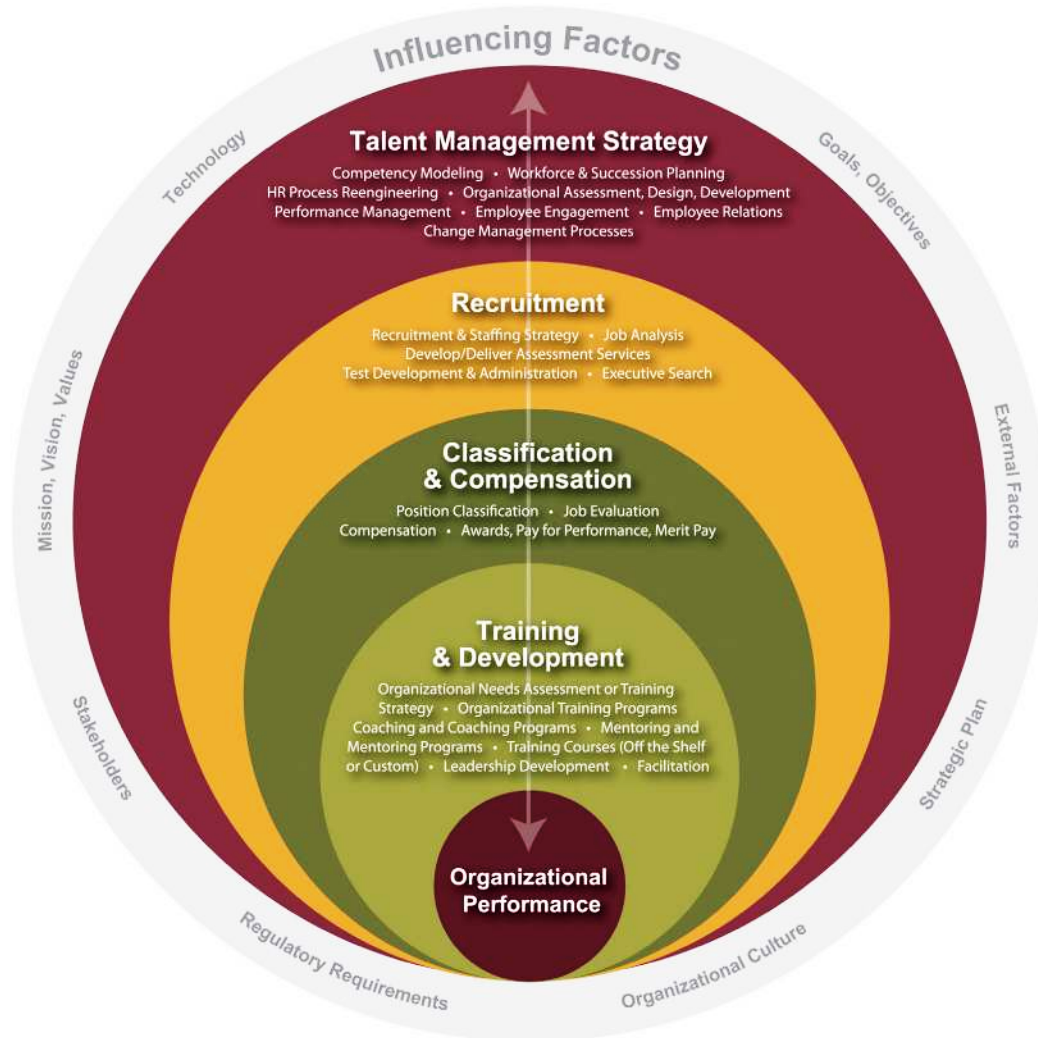 Influencing Factors
Technology
Goals, Objectives
Talent Management Strategy
Competency Modeling • Workforce & Succession Planning
HR Process Reengineering • Organizational Assessment, Design, Development
Performance Management • Employee Engagement • Employee Relations
Change Management Processes
Recruitment
Recruitment & Staffing Strategy • Job Analysis
Develop/Deliver Assessment Services
Test Development & Administration • Executive Search
Mission, Vision, Values
External Factors
Classification
& Compensation
Position Classification • Job Evaluation
Compensation • Awards, Pay for Performance, Merit Pay
Training
& Development
Organizational Needs Assessment or Training
Strategy • Organizational Training Programs
Coaching and Coaching Programs • Mentoring and
Mentoring Programs • Training Courses (Off the Shelf
or Custom) • Leadership Development • Facilitation
Stakeholders
Strategic Plan
Organizational
Performance
Regulatory Requirements
Organizational Culture